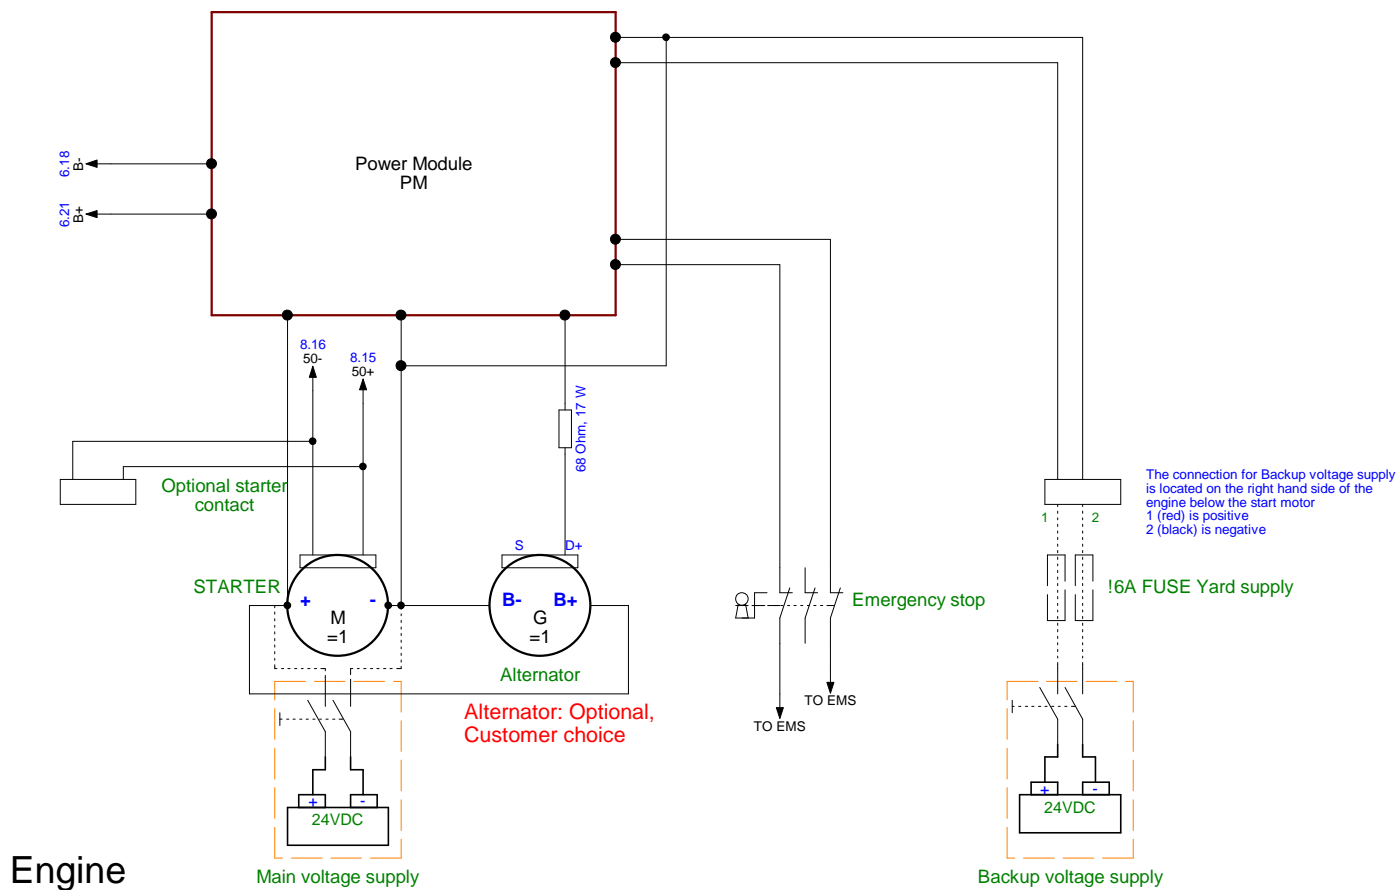 Power Module
PM
6.18
B-
6.21
B+
8.16
50-
8.15
50+
68 Ohm, 17 W
Optional starter
contact
The connection for Backup voltage supply
is located on the right hand side of the
engine below the start motor
1 (red) is positive
2 (black) is negative
1
2
S
D+
STARTER
+
-
M
=1
B-
B+
G
=1
Emergency stop
!6A FUSE Yard supply
Alternator
Alternator: Optional,
Customer choice
TO EMS
TO EMS
+
-
24VDC
+
-
24VDC
Engine
Main voltage supply
Backup voltage supply